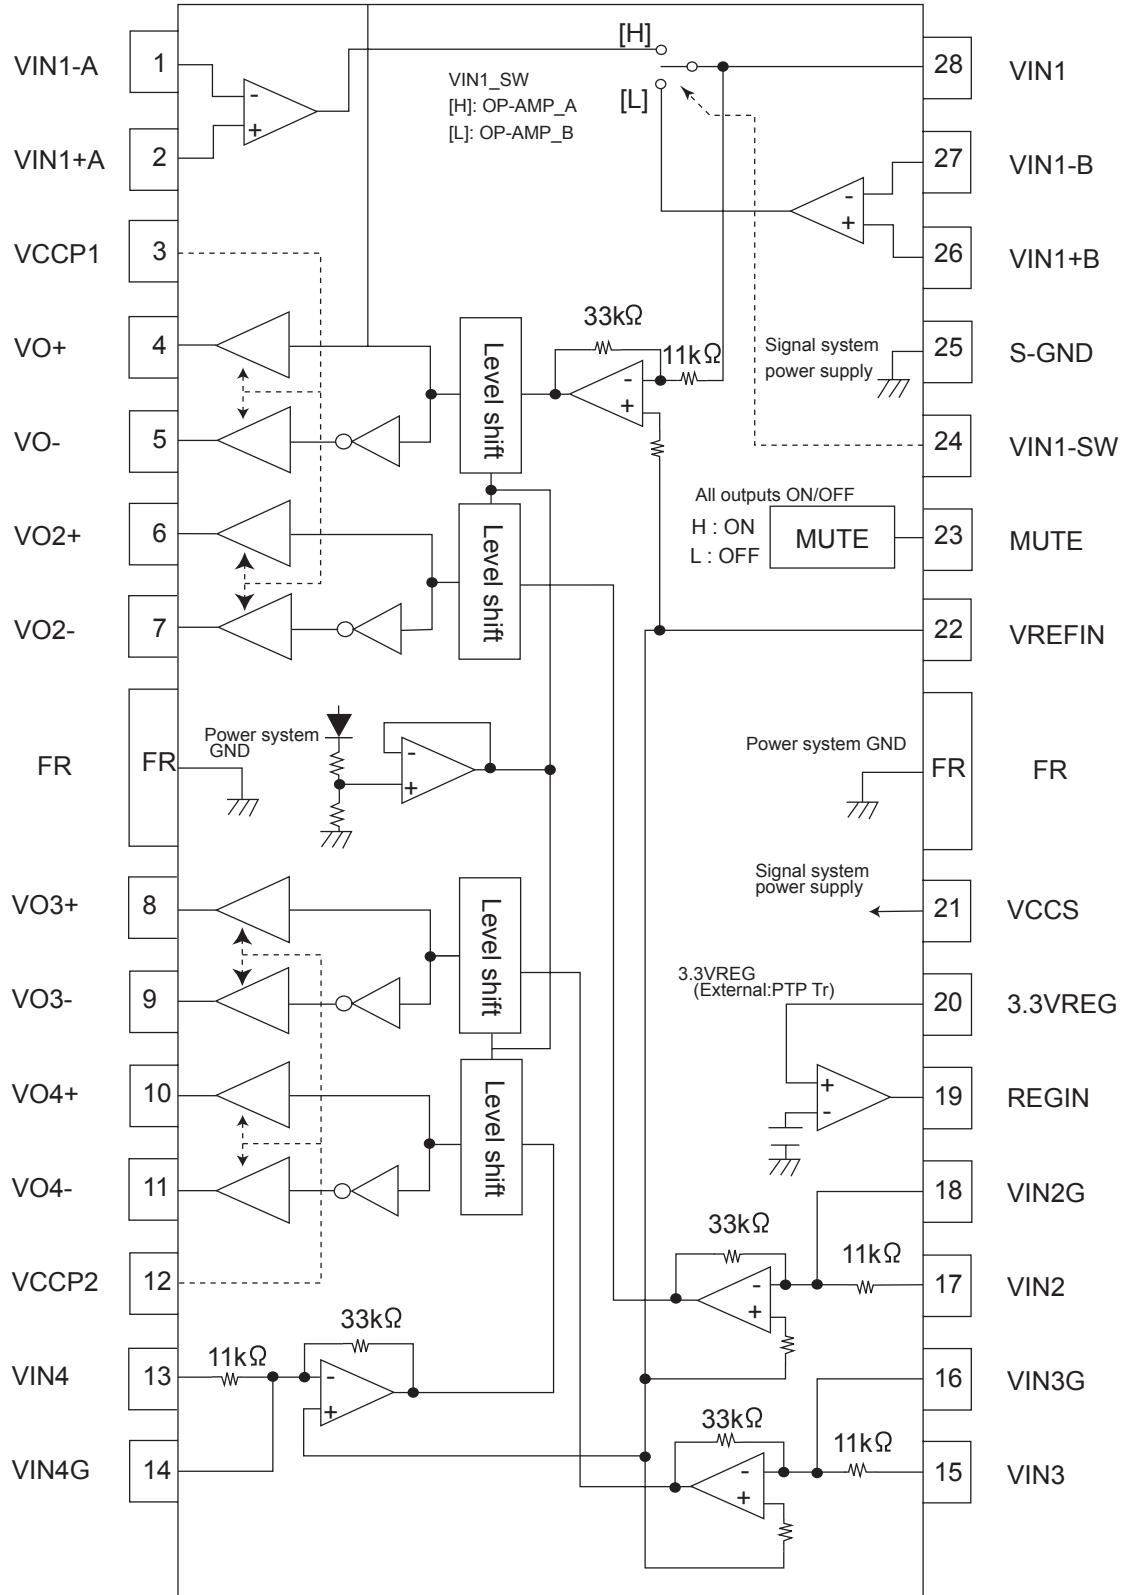 VIN1-A 1
VIN1+A 2
VCCP1 3
VO+ 4
VO- 5
VO2+ 6
VO2- 7
FR FR
VO3+ 8
VO3- 9
VO4+ 10
VO4- 11
VCCP2 12
VIN4 13
VIN4G 14
28 VIN1
27 VIN1-B
26 VIN1+B
25 S-GND
24 VIN1-SW
23 MUTE
22 VREFIN
FR FR
21 VCCS
20 3.3VREG
19 REGIN
18 VIN2G
17 VIN2
16 VIN3G
15 VIN3
-
+
[H]
VIN1_SW
[H]: OP-AMP_A
[L]: OP-AMP_B
[L]
-
+
33kΩ
11kΩ
-
+
Level shift
Level shift
Signal system
power supply
All outputs ON/OFF
H : ON
L : OFF
MUTE
Power system
GND
-
+
Power system GND
Level shift
Level shift
Signal system
power supply
3.3VREG
(External:PTP Tr)
+
-
33kΩ
11kΩ
-
+
33kΩ
11kΩ
-
+
33kΩ
11kΩ
-
+